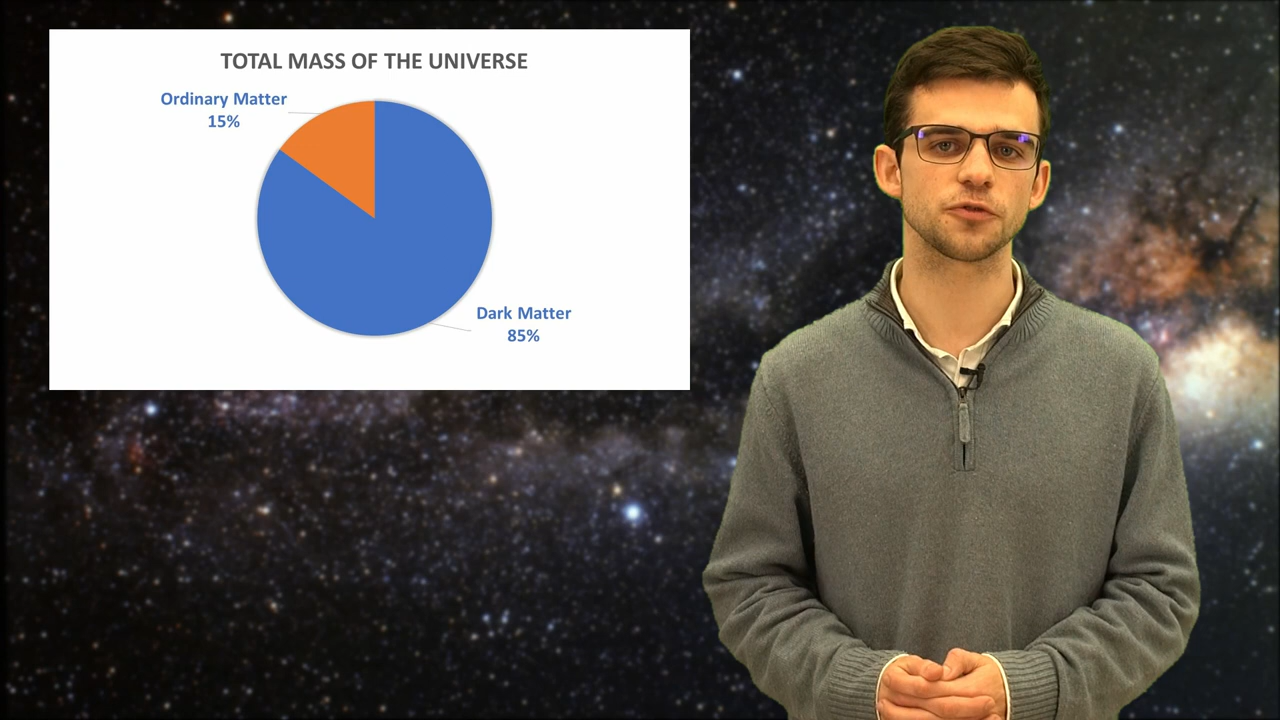 TOTAL MASS OF THE UNIVERSE
Ordinary Matter
15%
Dark Matter
85%